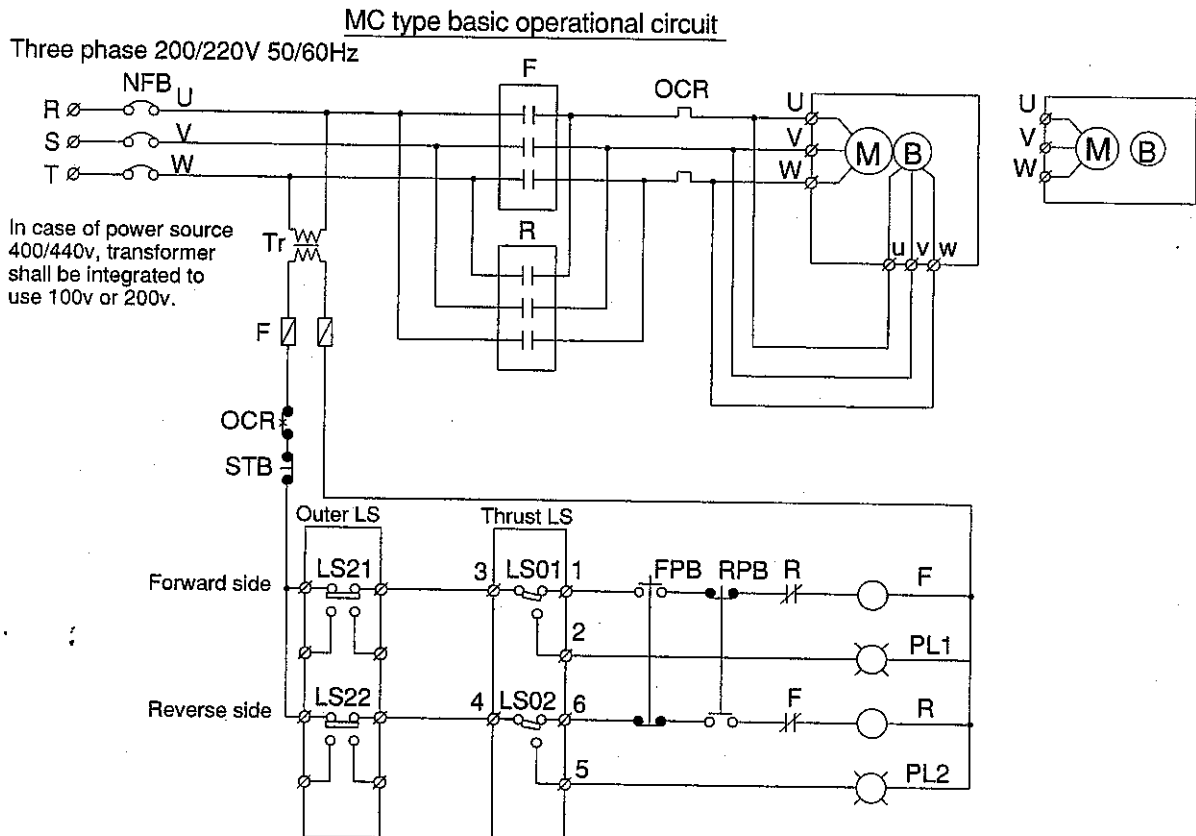 MC type basic operational circuit
Three phase 200/220V 50/60Hz
NFB
U
F
OCR
R
S
T
V
W
U
V
W
M
B
U
V
W
M
B
In case of power source
400/440v, transformer
shall be integrated to
use 100v or 200v.
Tr
R
u
v
w
F
OCR
STB
Outer LS
Thrust LS
Forward side
LS21
3
LS01
1
FPB
RPB
R
F
2
PL1
Reverse side
LS22
4
LS02
6
F
R
5
PL2